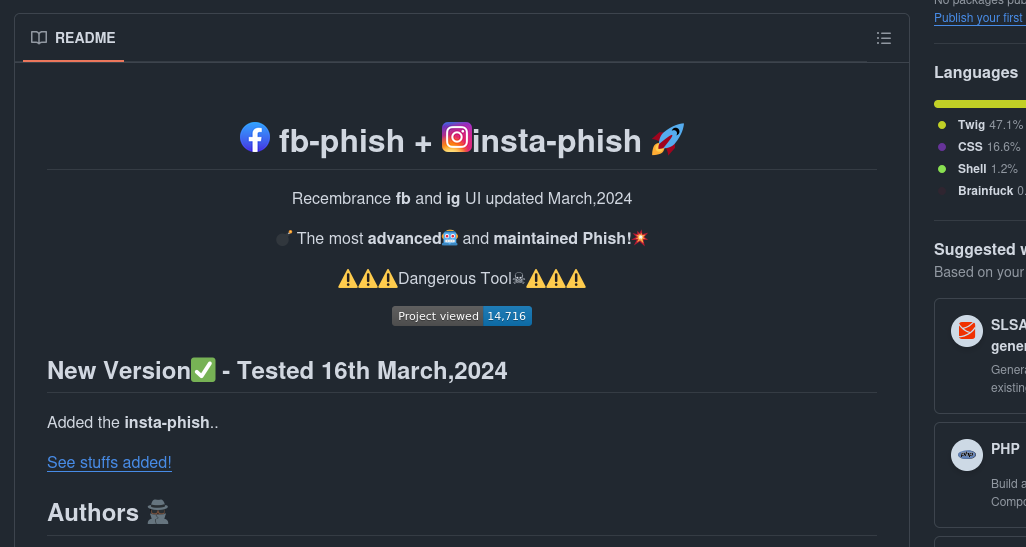 No packages pub
README
Publish your first
Languages
fb-phish + insta-phish
Twig 47.1%
CSS 16.6%
Shell 1.2%
Brainfuck 0.
Recembrance fb and ig UI updated March,2024
The most advanced and maintained Phish!
Dangerous Tool
Project viewed 14,716
Suggested w
Based on your
SLSA
gener
Genera
existin
New Version - Tested 16th March,2024
Added the insta-phish..
See stuffs added!
PHP
php
Build a
Compo
Authors